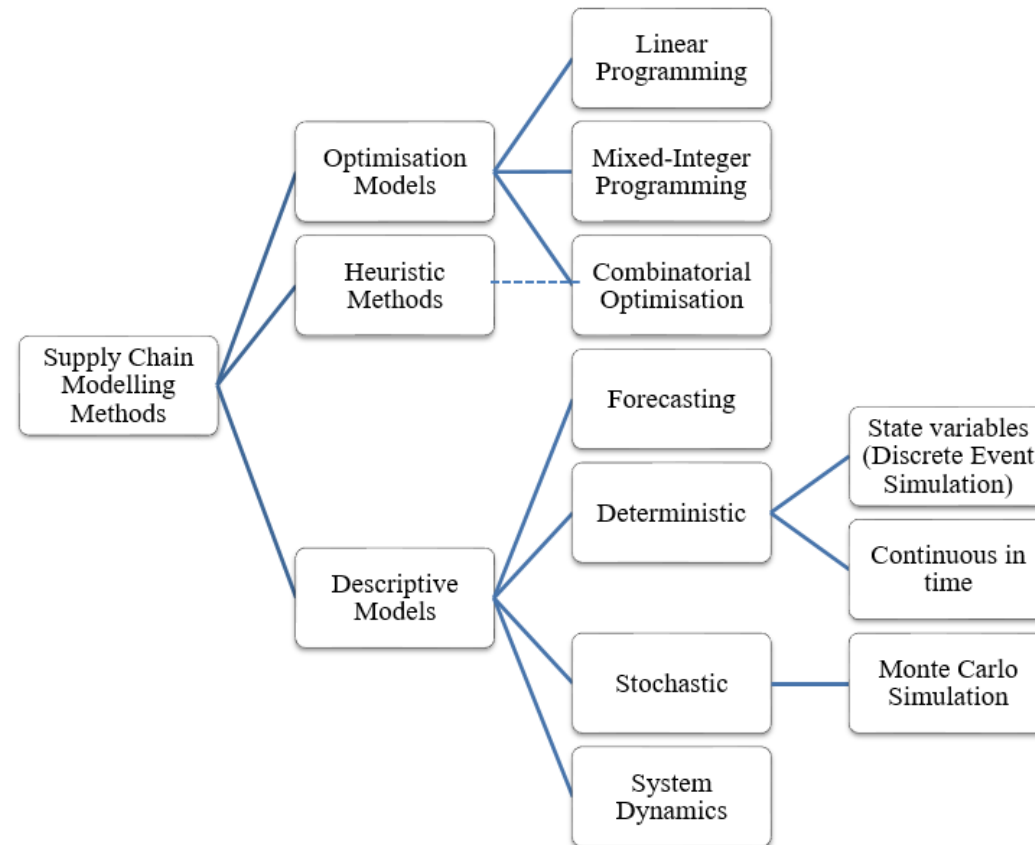 Linear
Programming
Optimisation
Models
Mixed-Integer
Programming
Heuristic
Methods
Combinatorial
Optimisation
Supply Chain
Modelling
Methods
Forecasting
State variables
(Discrete Event
Simulation)
Deterministic
Continuous in
time
Descriptive
Models
Stochastic
Monte Carlo
Simulation
System
Dynamics